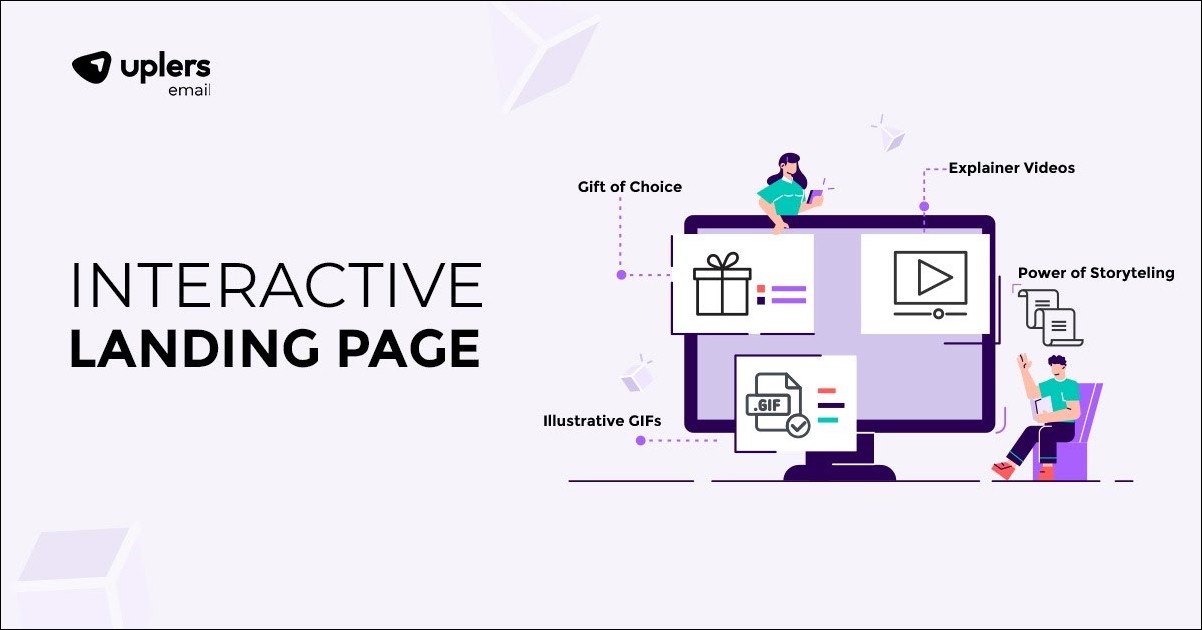 uplers
email
INTERACTIVE
LANDING PAGE
Gift of Choice
Explainer Videos
Power of Storyteling
.GIF
Illustrative GIFs